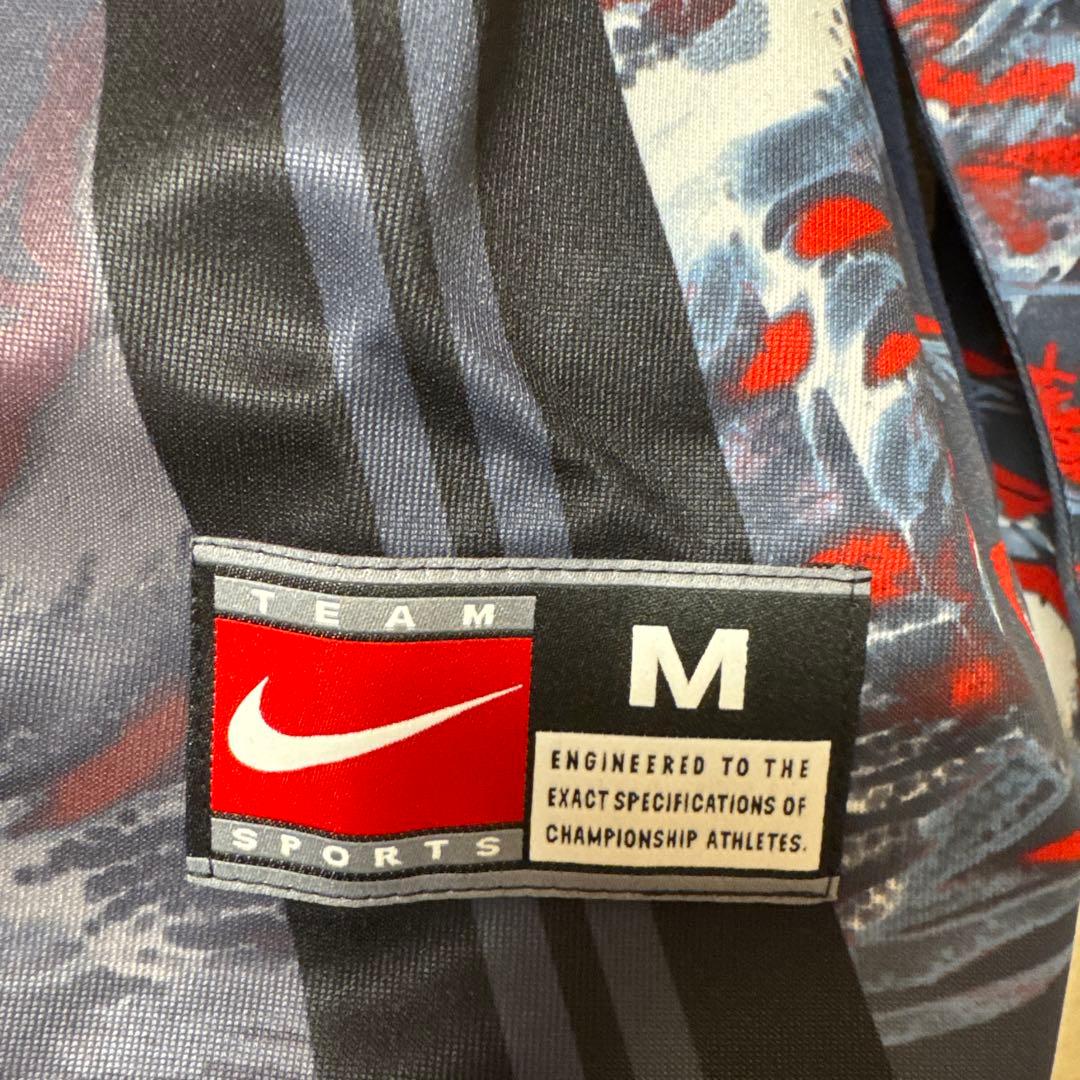 TEAM
SPORTS
M
ENGINEERED TO THE
EXACT SPECIFICATIONS OF
CHAMPIONSHIP ATHLETES.